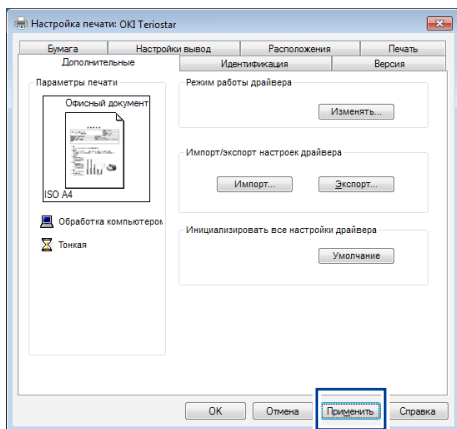 Настройка печати: OKI Teriostar
Бумага Настройки вывод Расположения Печать
Дополнительные Идентификация Версия
Параметры печати
Офисный документ
ISO A4
Обработка компьютером
Тонкая
Режим работы драйвера
Изменять...
Импорт/экспорт настроек драйвера
Импорт... Экспорт...
Инициализировать все настройки драйвера
Умолчание
OK Отмена Применить Справка